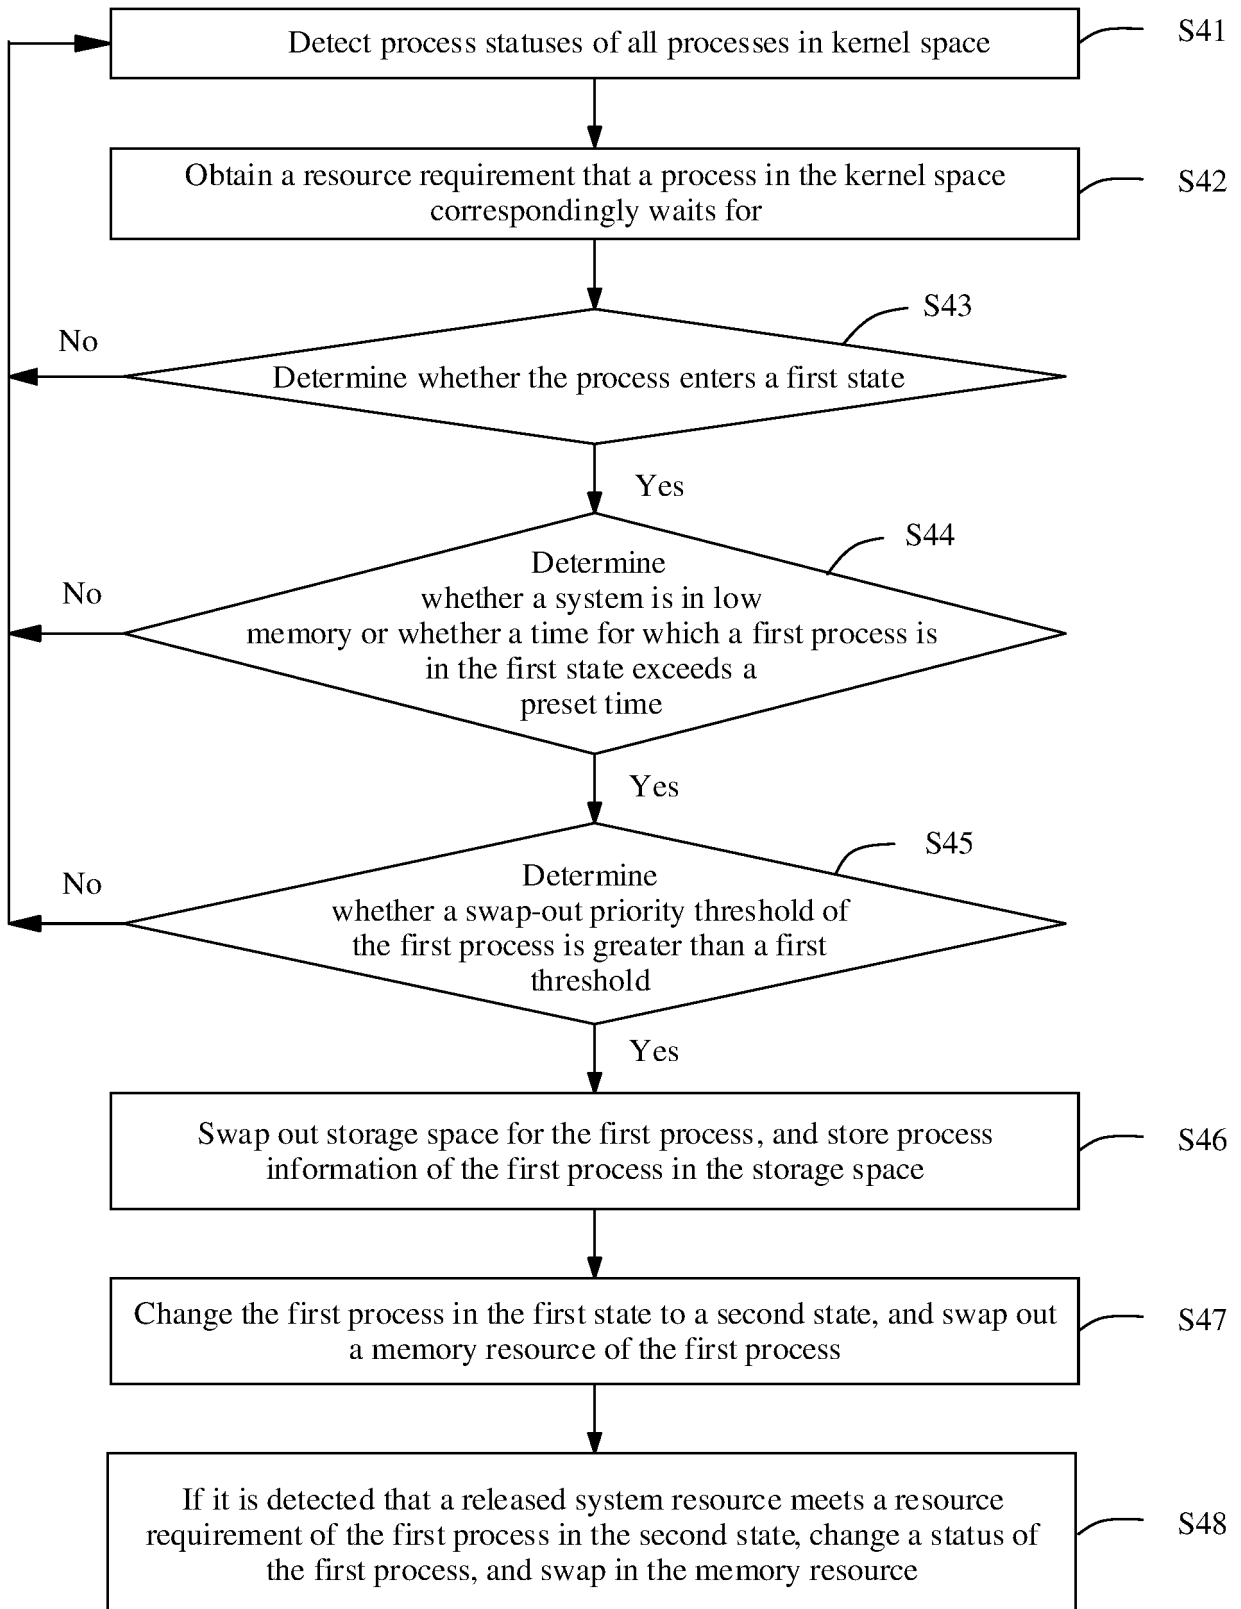 Detect process statuses of all processes in kernel space
S41
Obtain a resource requirement that a process in the kernel space
correspondingly waits for
S42
S43
No
Determine whether the process enters a first state
Yes
S44
No
Determine
whether a system is in low
memory or whether a time for which a first process is
in the first state exceeds a
preset time
Yes
S45
No
Determine
whether a swap-out priority threshold of
the first process is greater than a first
threshold
Yes
Swap out storage space for the first process, and store process
information of the first process in the storage space
S46
Change the first process in the first state to a second state, and swap out
a memory resource of the first process
S47
If it is detected that a released system resource meets a resource
requirement of the first process in the second state, change a status of
the first process, and swap in the memory resource
S48